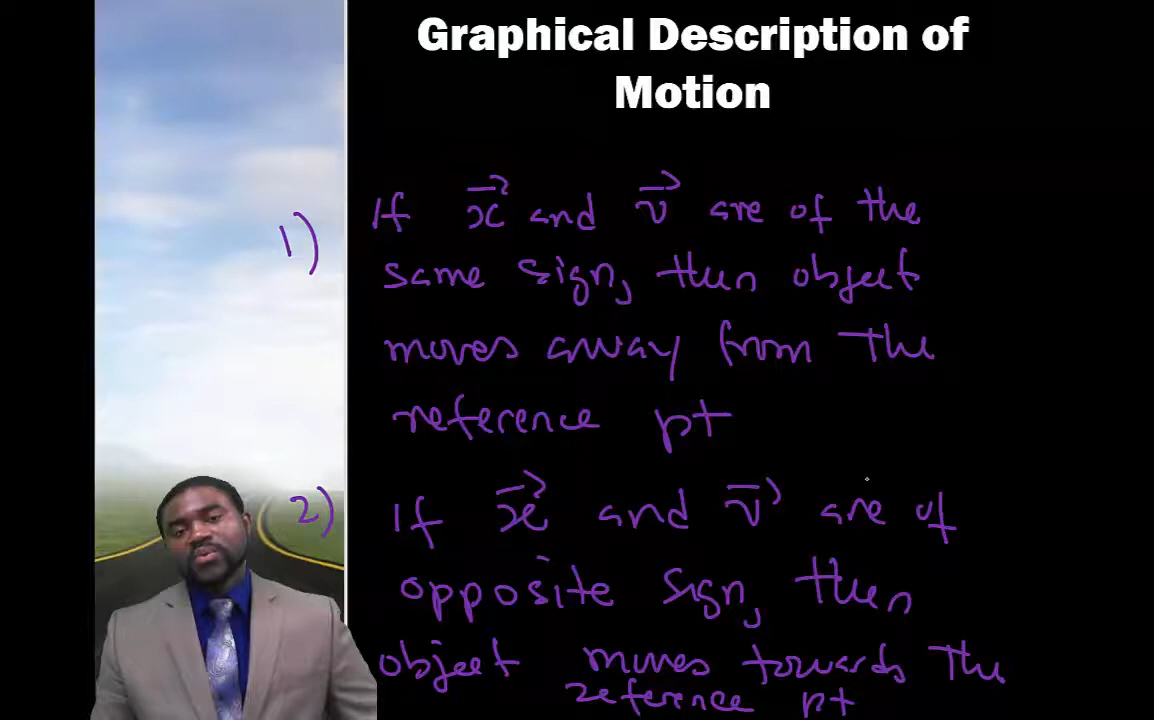 Graphical Description of
Motion
1) If x⃗ and v⃗ are of the
same sign, then object
moves away from the
reference pt
2) If x⃗ and v⃗ are of
opposite sign, then
object moves towards the
reference pt